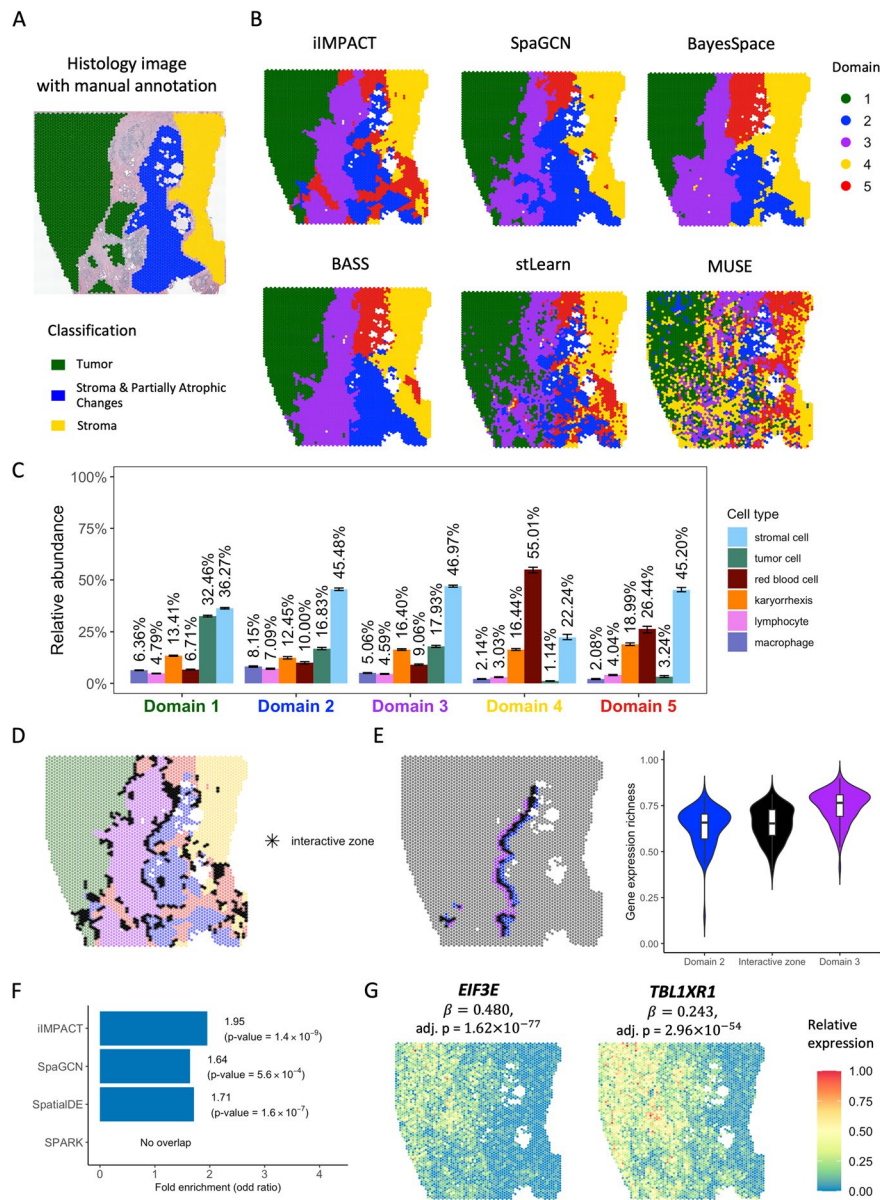 A
Histology image
with manual annotation
Classification
Tumor
Stroma & Partially Atrophic
Changes
Stroma
B
iIMPACT
SpaGCN
BayesSpace
Domain
1
2
3
4
5
BASS
stLearn
MUSE
C
Relative abundance
100%
75%
50%
25%
0%
6.36%
4.79%
13.41%
6.71%
32.46%
36.27%
8.15%
7.09%
12.45%
10.00%
16.83%
45.48%
5.06%
4.59%
16.40%
9.06%
17.93%
46.97%
2.14%
3.03%
16.44%
55.01%
1.14%
22.24%
2.08%
4.04%
18.99%
26.44%
3.24%
45.20%
Domain 1
Domain 2
Domain 3
Domain 4
Domain 5
Cell type
stromal cell
tumor cell
red blood cell
karyorrhexis
lymphocyte
macrophage
D
interactive zone
E
Gene expression richness
1.00
0.75
0.50
0.25
0.00
Domain 2
Interactive zone
Domain 3
F
iIMPACT
SpaGCN
SpatialDE
SPARK
1.95
(p-value = 1.4 × 10⁻⁹)
1.64
(p-value = 5.6 × 10⁻⁴)
1.71
(p-value = 1.6 × 10⁻⁷)
No overlap
0
1
2
3
4
Fold enrichment (odd ratio)
G
EIF3E
β = 0.480,
adj. p = 1.62×10⁻⁷⁷
TBL1XR1
β = 0.243,
adj. p = 2.96×10⁻⁵⁴
Relative
expression
1.00
0.75
0.50
0.25
0.00